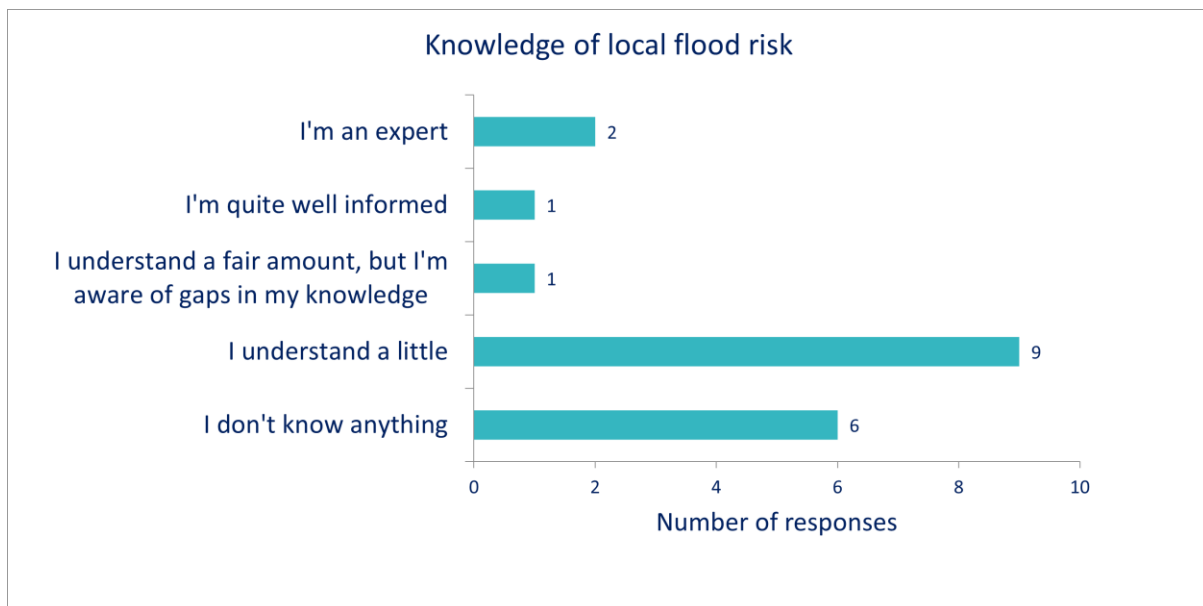 Knowledge of local flood risk
I'm an expert
2
I'm quite well informed
1
I understand a fair amount, but I'm
aware of gaps in my knowledge
1
I understand a little
9
I don't know anything
6
0 2 4 6 8 10
Number of responses